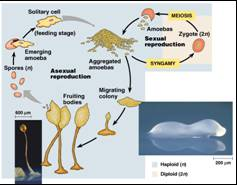 Solitary cell
(feeding stage)
MEIOSIS
Amoebas
Sexual
reproduction
Zygote (2n)
Emerging
amoeba
SYNGAMY
Spores (n)
Asexual
reproduction
Aggregated
amoebas
Fruiting
bodies
Migrating
colony
600 µm
200 µm
Haploid (n)
Diploid (2n)